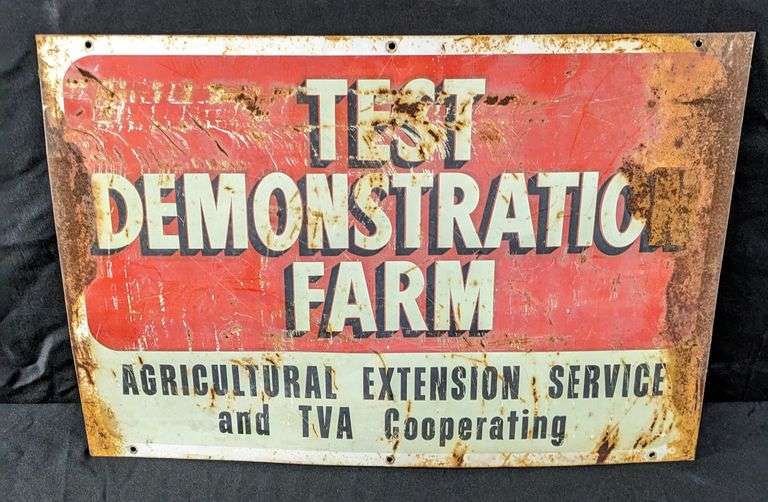 TEST
DEMONSTRATION
FARM
AGRICULTURAL EXTENSION SERVICE
and TVA Cooperating